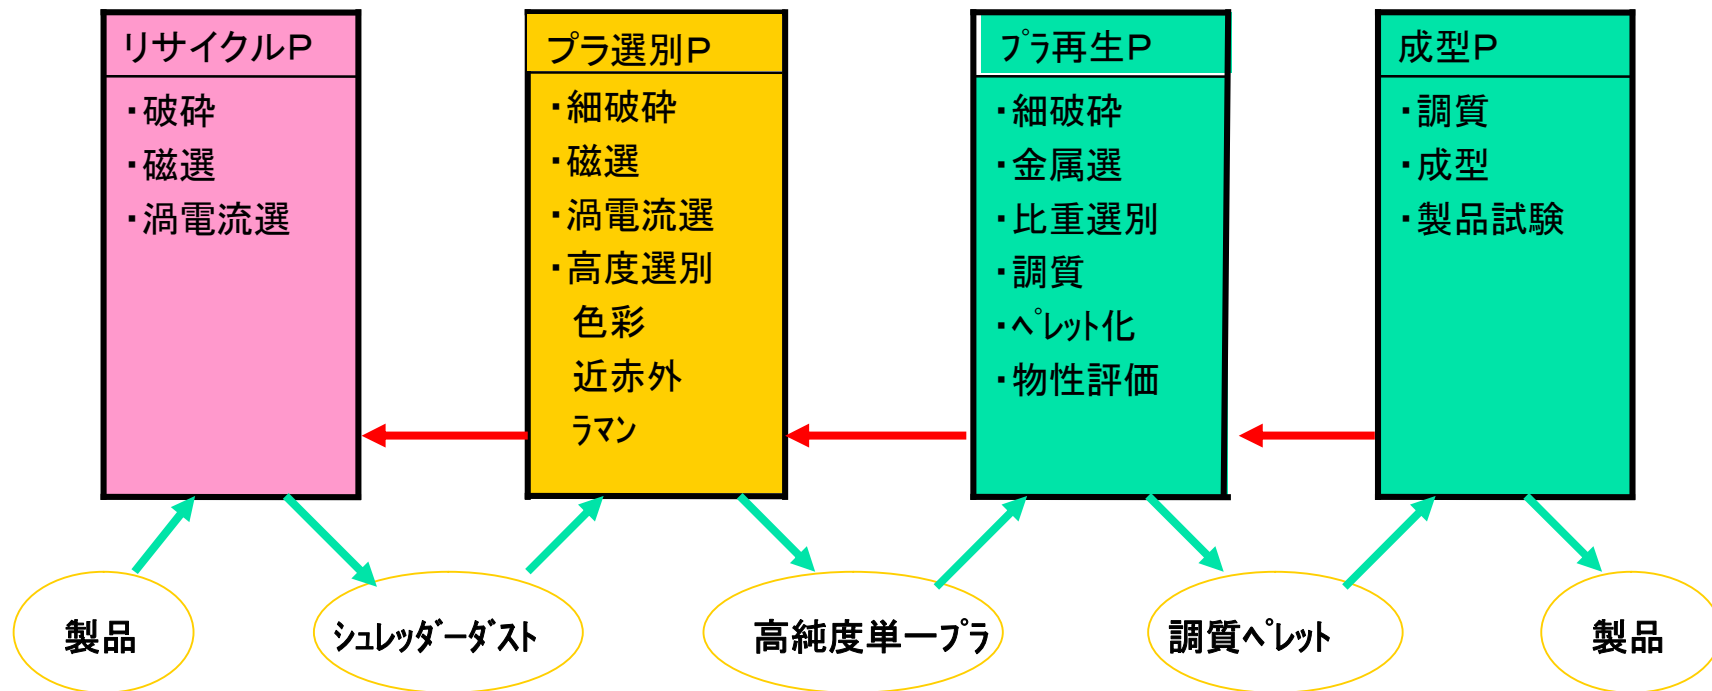 リサイクルP
・破砕
・磁選
・渦電流選
プラ選別P
・細破砕
・磁選
・渦電流選
・高度選別
色彩
近赤外
ラマン
プラ再生P
・細破砕
・金属選
・比重選別
・調質
・ペレット化
・物性評価
成型P
・調質
・成型
・製品試験
製品
シュレッダーダスト
高純度単一プラ
調質ペレット
製品